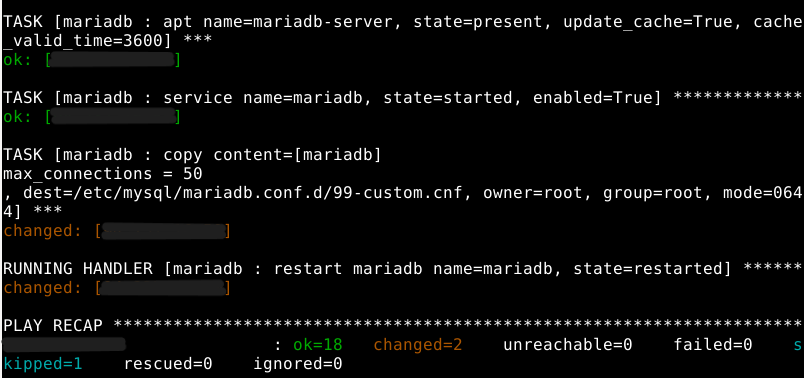 TASK [mariadb : apt name=mariadb-server, state=present, update_cache=True, cache
_valid_time=3600] ***
ok: [ ]
TASK [mariadb : service name=mariadb, state=started, enabled=True] *************
ok: [ ]
TASK [mariadb : copy content=[mariadb]
max_connections = 50
, dest=/etc/mysql/mariadb.conf.d/99-custom.cnf, owner=root, group=root, mode=064
4] ***
changed: [ ]
RUNNING HANDLER [mariadb : restart mariadb name=mariadb, state=restarted] ******
changed: [ ]
PLAY RECAP *********************************************************************
: ok=18 changed=2 unreachable=0 failed=0 s
kipped=1 rescued=0 ignored=0